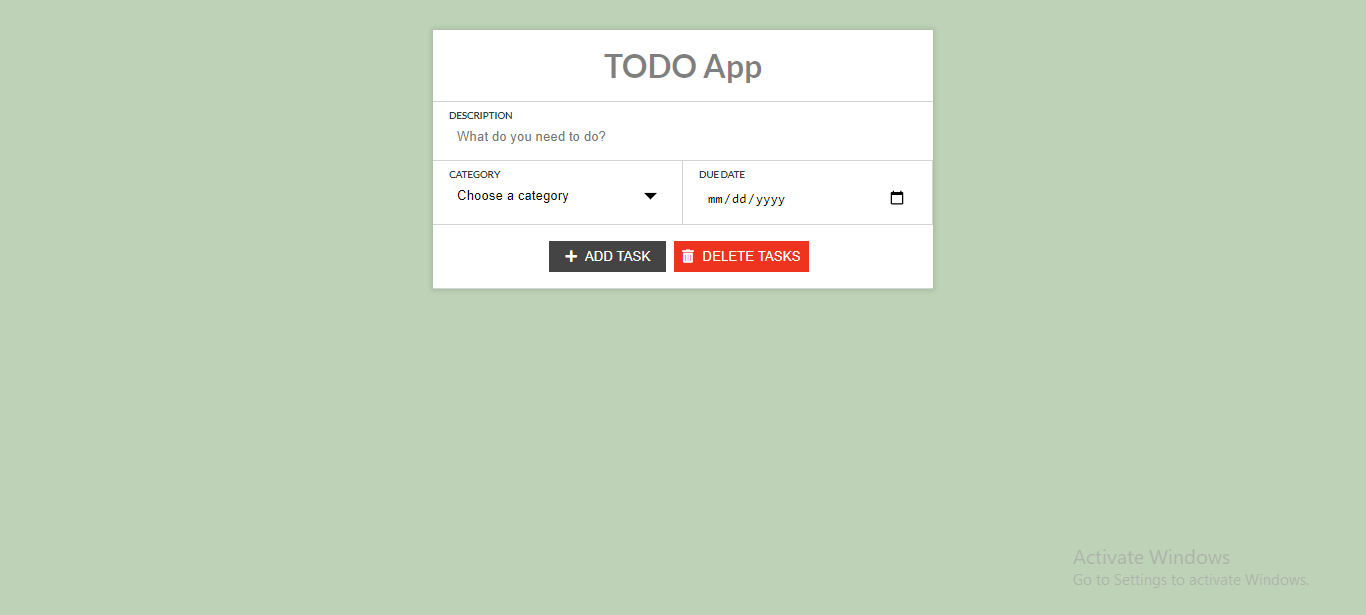 TODO App
DESCRIPTION
What do you need to do?
CATEGORY
Choose a category
DUE DATE
mm/dd/yyyy
ADD TASK
DELETE TASKS
Activate Windows
Go to Settings to activate Windows.